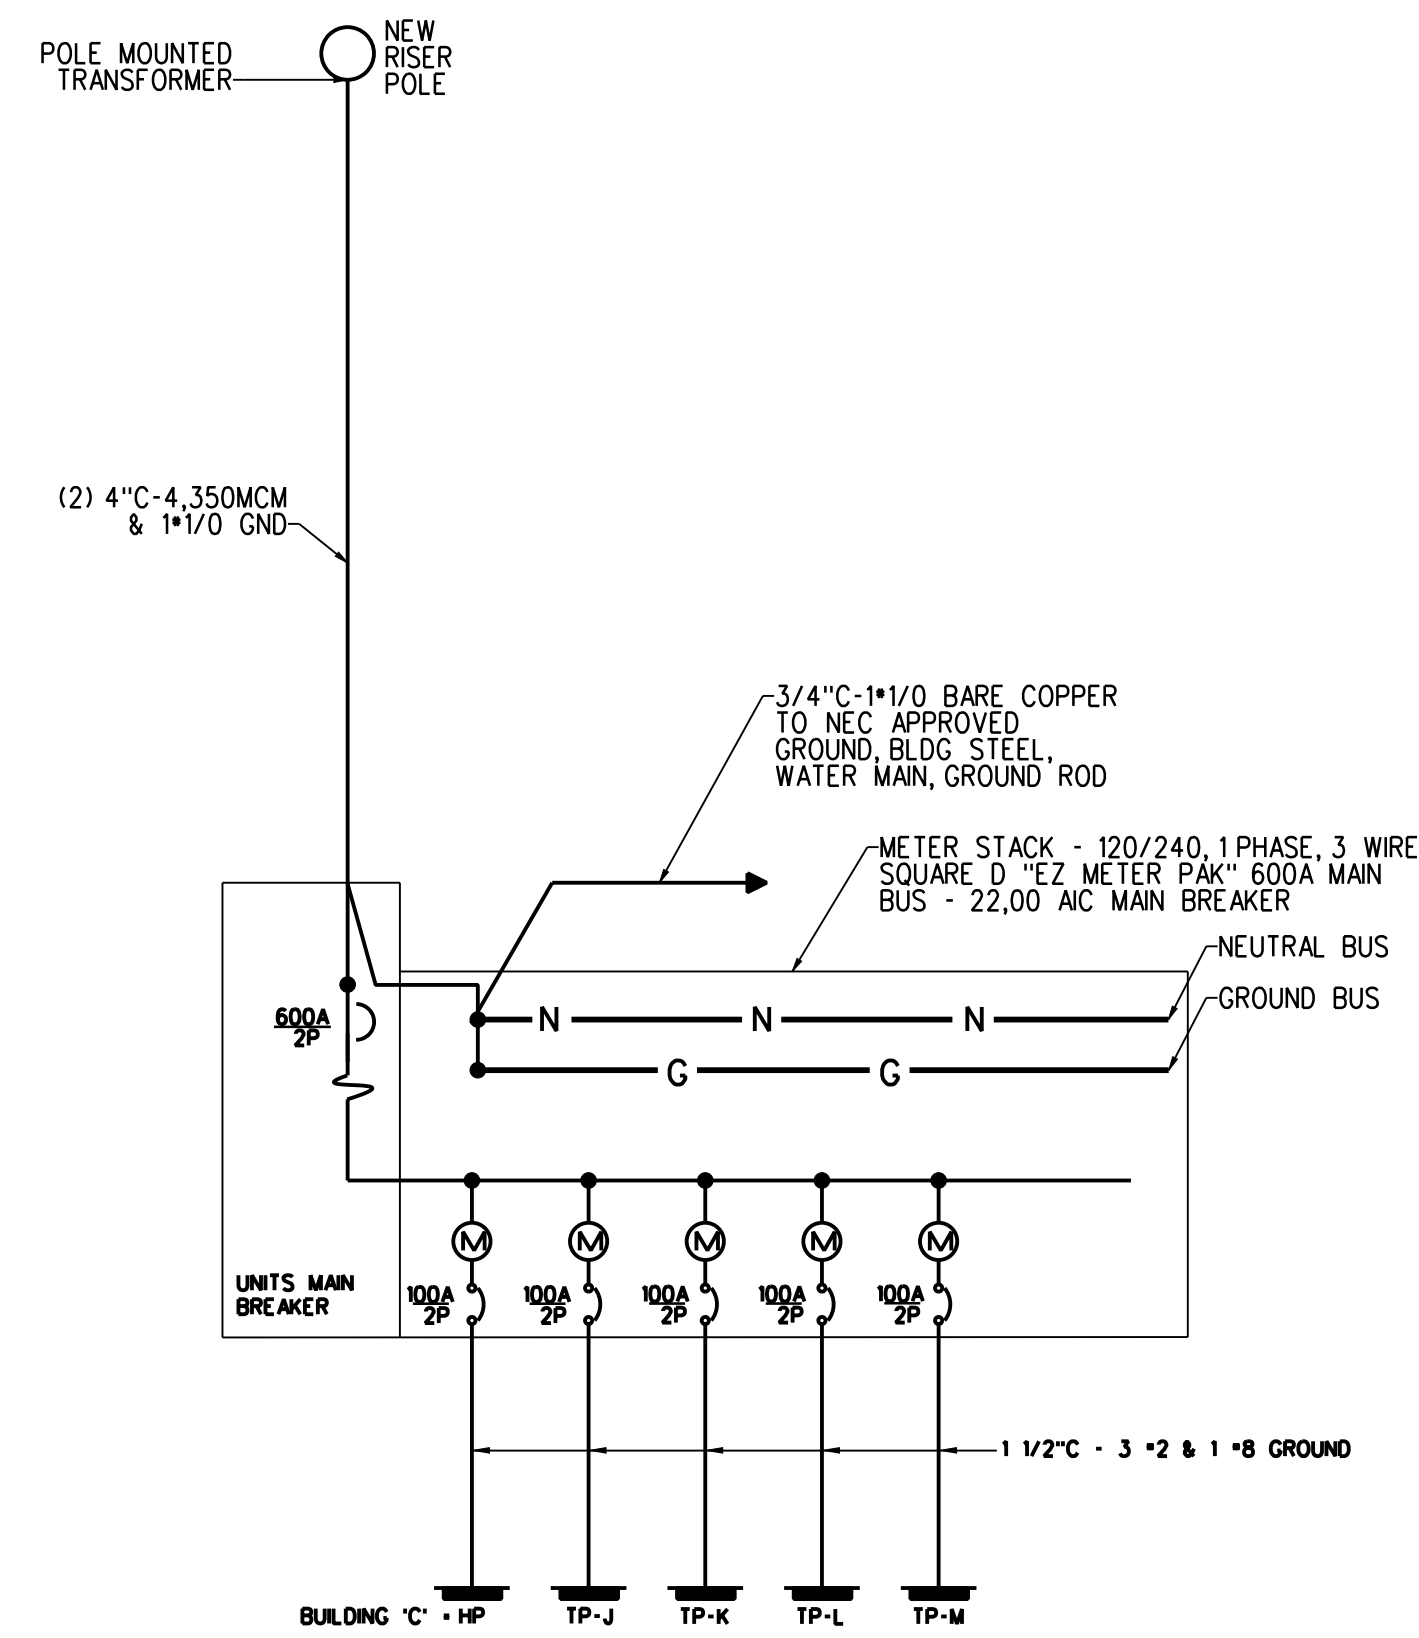 POLE MOUNTED
TRANSFORMER
NEW
RISER
POLE
(2) 4"C-4,350MCM
& 1#1/0 GND
3/4"C-1#1/0 BARE COPPER
TO NEC APPROVED
GROUND, BLDG STEEL,
WATER MAIN, GROUND ROD
METER STACK - 120/240, 1 PHASE, 3 WIRE
SQUARE D "EZ METER PAK" 600A MAIN
BUS - 22,00 AIC MAIN BREAKER
NEUTRAL BUS
GROUND BUS
600A
2P
N N N
G G
M M M M M
UNITS MAIN
BREAKER
100A 100A 100A 100A 100A
2P 2P 2P 2P 2P
1 1/2"C - 3 #2 & 1 #8 GROUND
BUILDING 'C' - HP TP-J TP-K TP-L TP-M